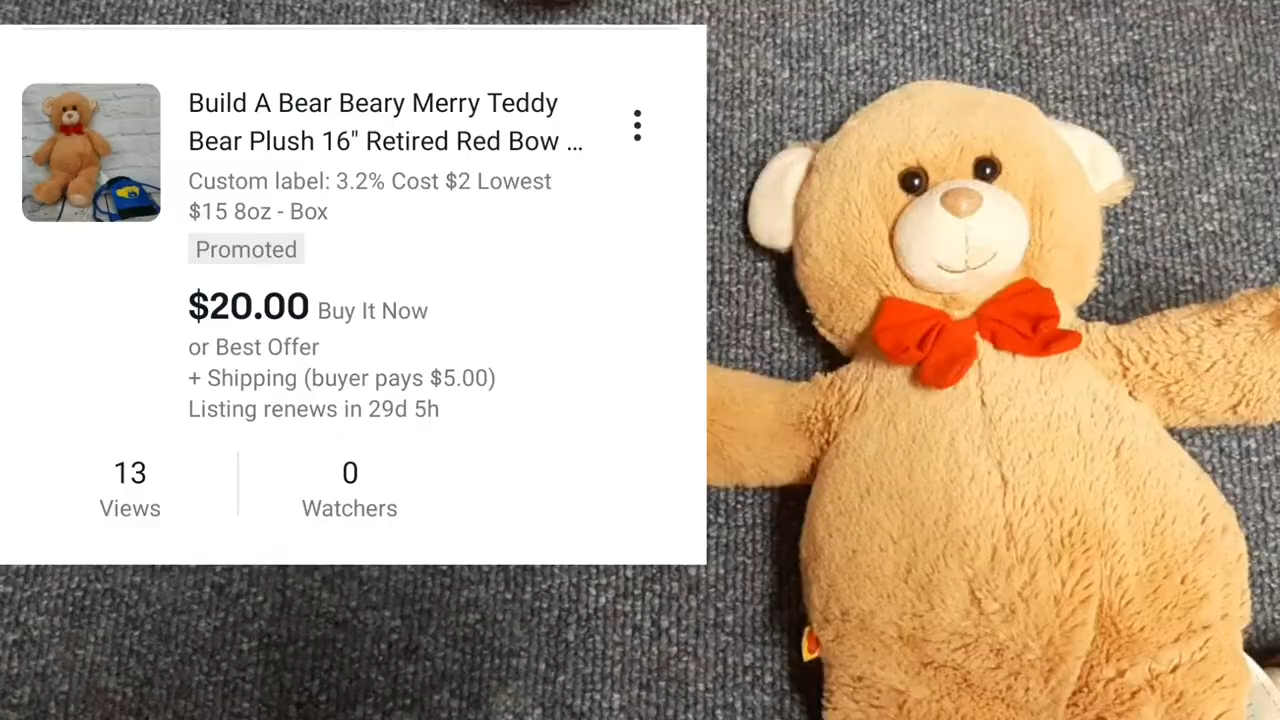 Build A Bear Beary Merry Teddy
Bear Plush 16" Retired Red Bow ...
Custom label: 3.2% Cost $2 Lowest
$15 8oz - Box
Promoted
$20.00 Buy It Now
or Best Offer
+ Shipping (buyer pays $5.00)
Listing renews in 29d 5h
13
Views
0
Watchers